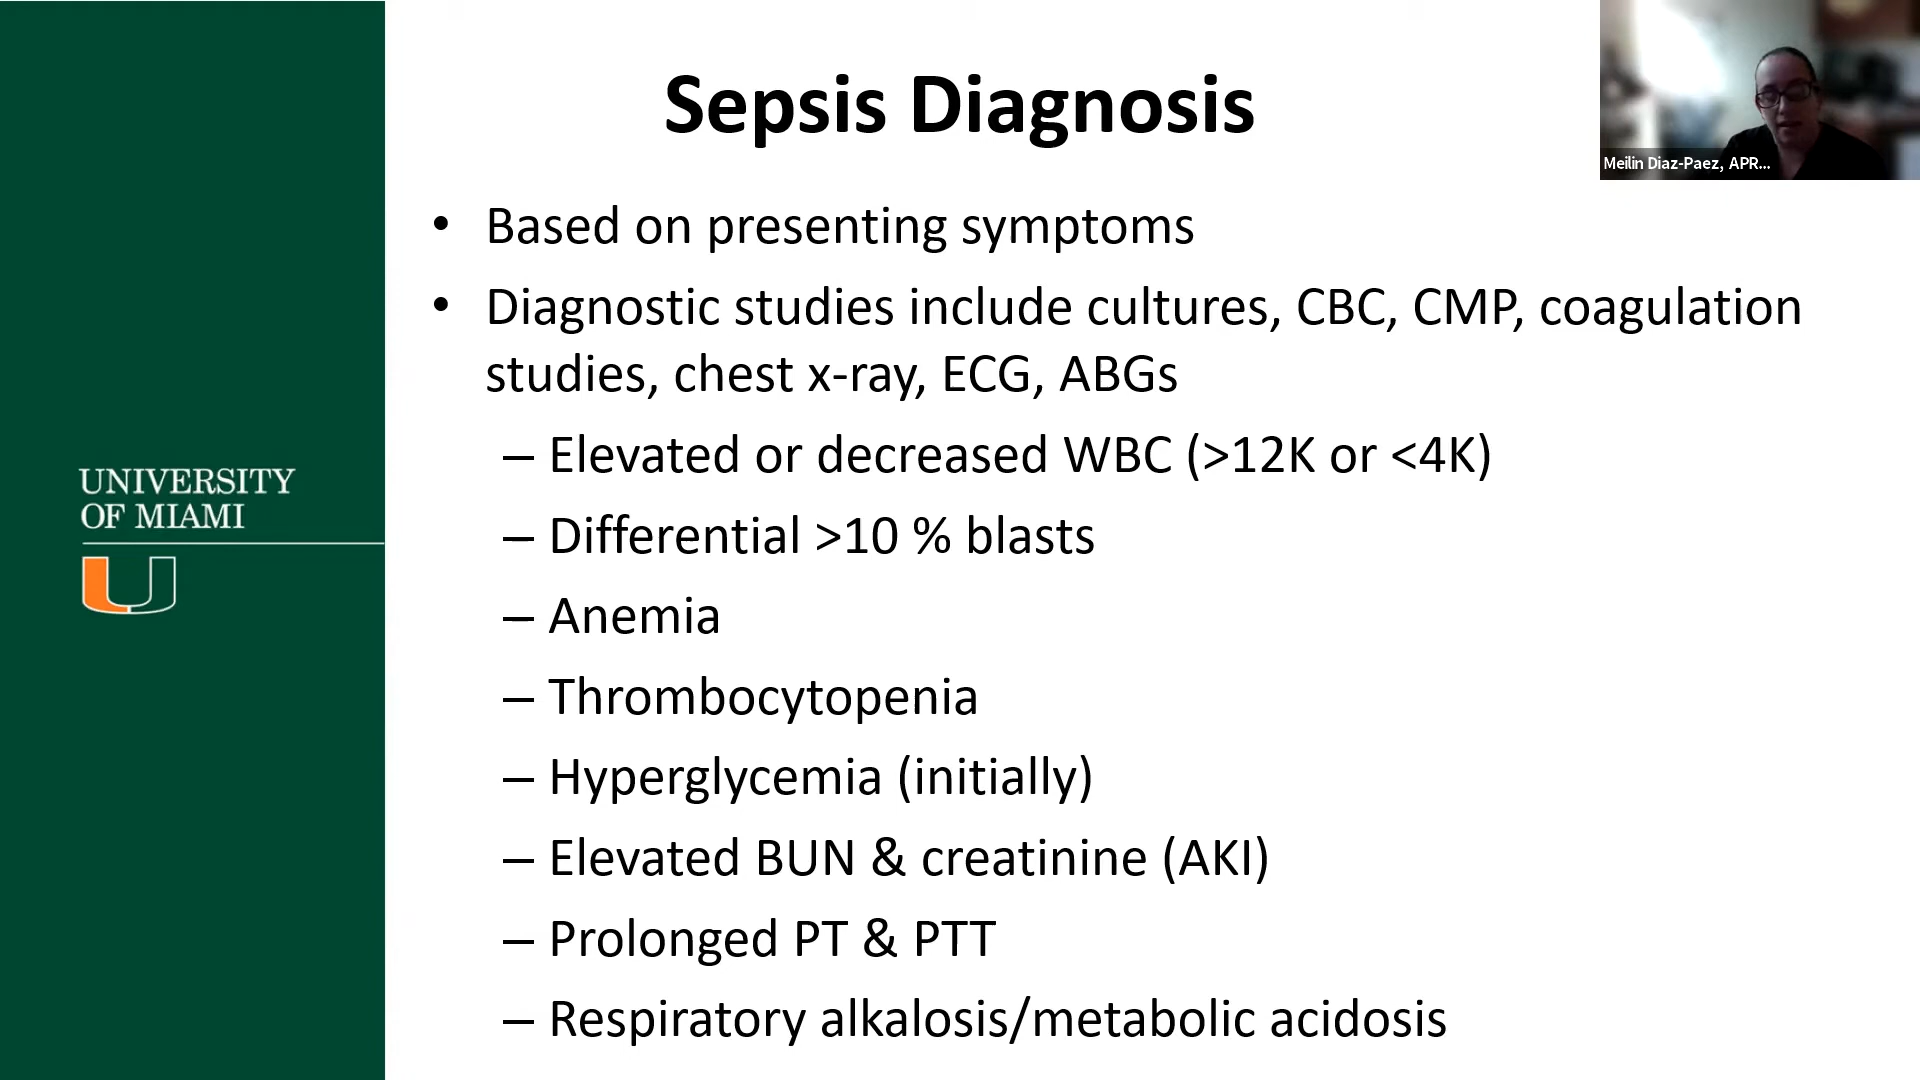 Sepsis Diagnosis
Meilin Diaz-Paez, APR...
• Based on presenting symptoms
• Diagnostic studies include cultures, CBC, CMP, coagulation
studies, chest x-ray, ECG, ABGs
– Elevated or decreased WBC (>12K or <4K)
– Differential >10 % blasts
– Anemia
– Thrombocytopenia
– Hyperglycemia (initially)
– Elevated BUN & creatinine (AKI)
– Prolonged PT & PTT
– Respiratory alkalosis/metabolic acidosis
UNIVERSITY
OF MIAMI